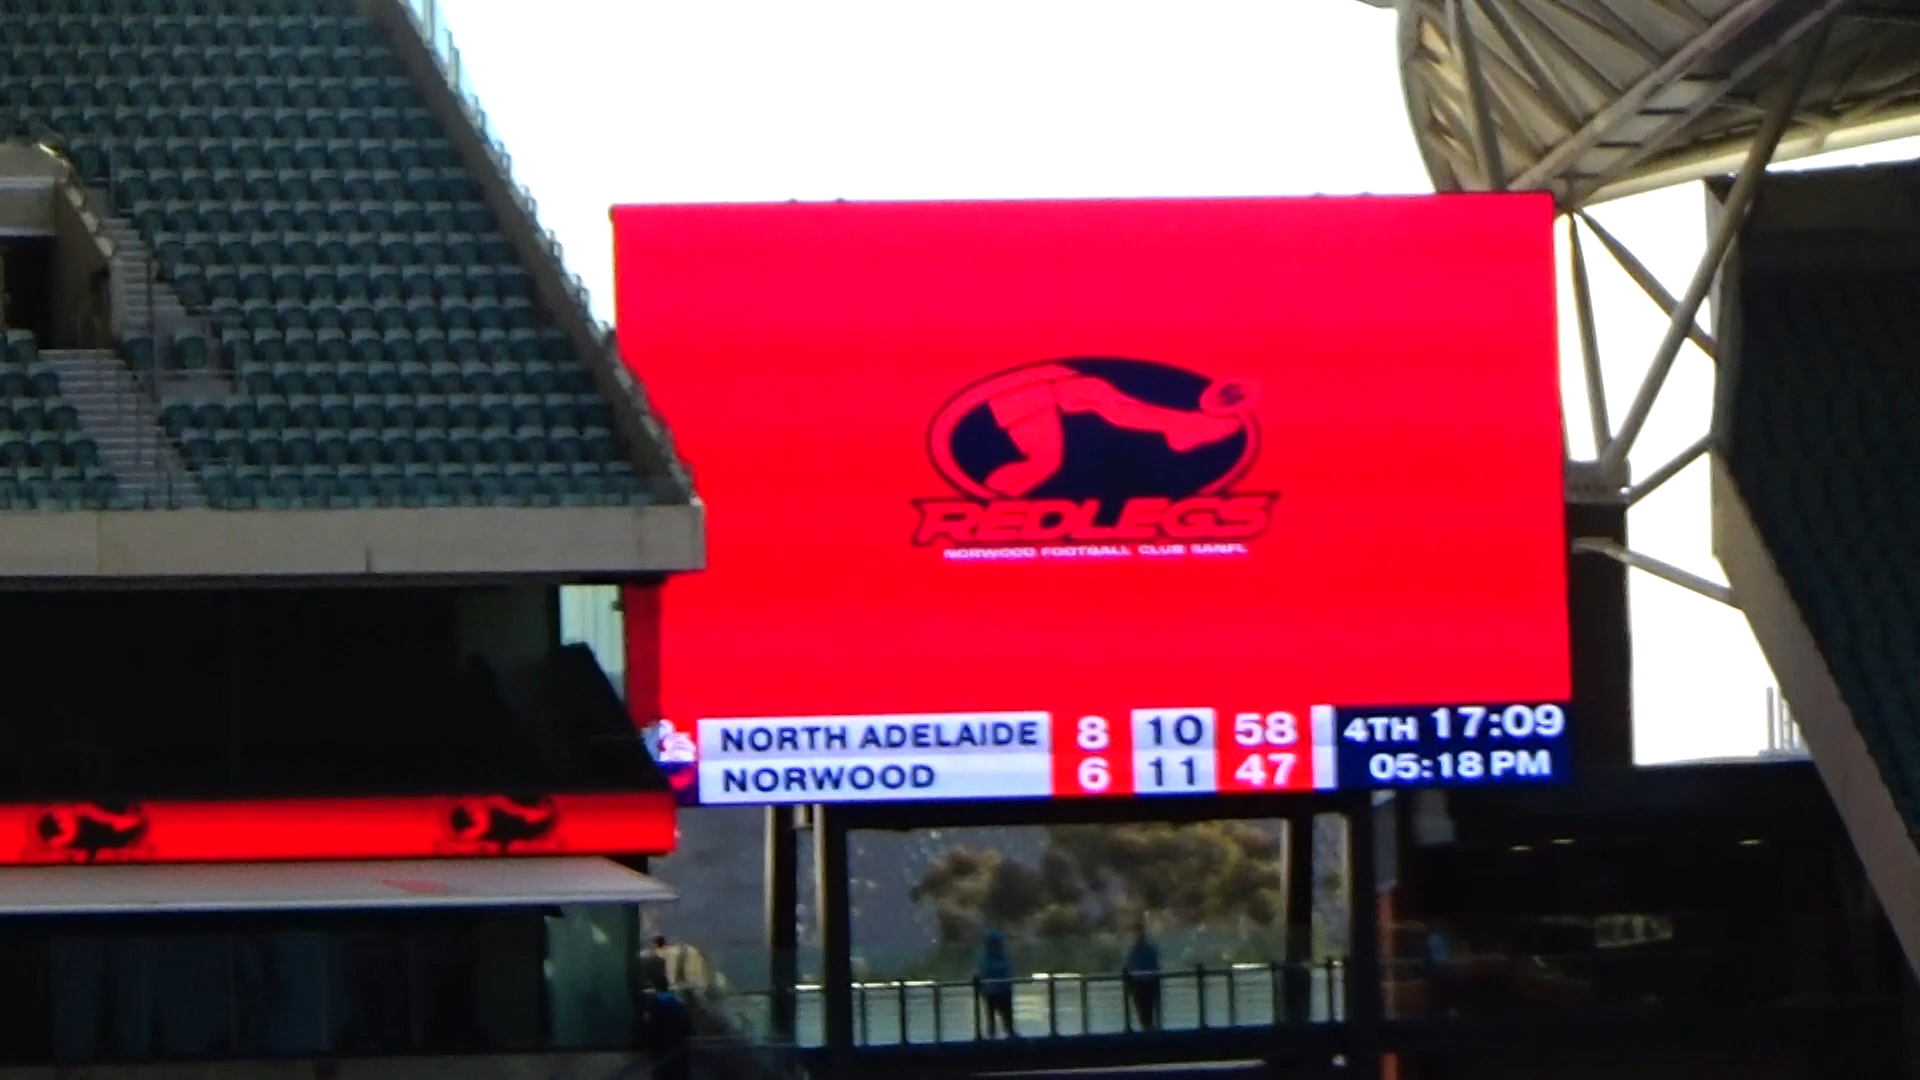 REDLEGS
NORWOOD FOOTBALL CLUB SANFL
NORTH ADELAIDE 8 10 58 4TH 17:09
NORWOOD 6 11 47 05:18 PM